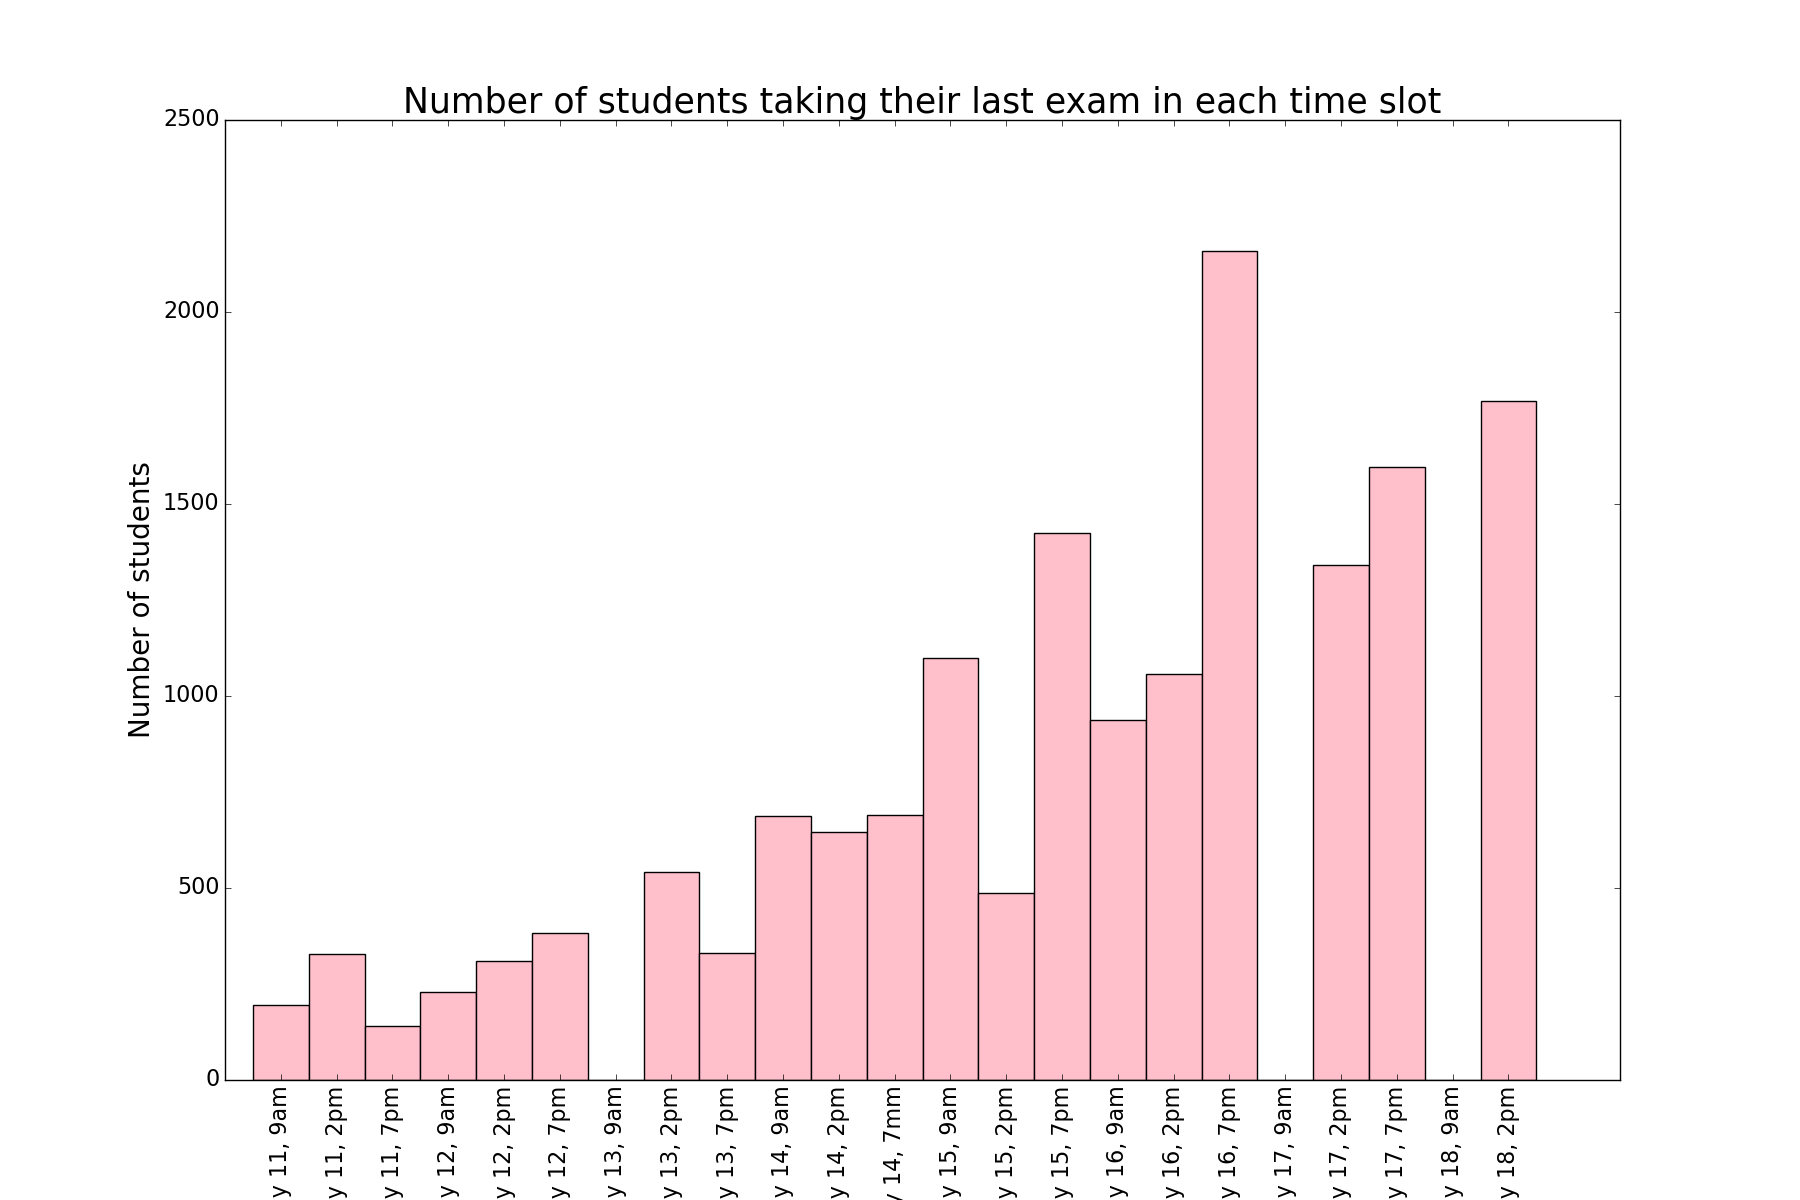 Number of students taking their last exam in each time slot
Number of students
2500
2000
1500
1000
500
0
y 11, 9am
y 11, 2pm
y 11, 7pm
y 12, 9am
y 12, 2pm
y 12, 7pm
y 13, 9am
y 13, 2pm
y 13, 7pm
y 14, 9am
y 14, 2pm
y 14, 7mm
y 15, 9am
y 15, 2pm
y 15, 7pm
y 16, 9am
y 16, 2pm
y 16, 7pm
y 17, 9am
y 17, 2pm
y 17, 7pm
y 18, 9am
y 18, 2pm